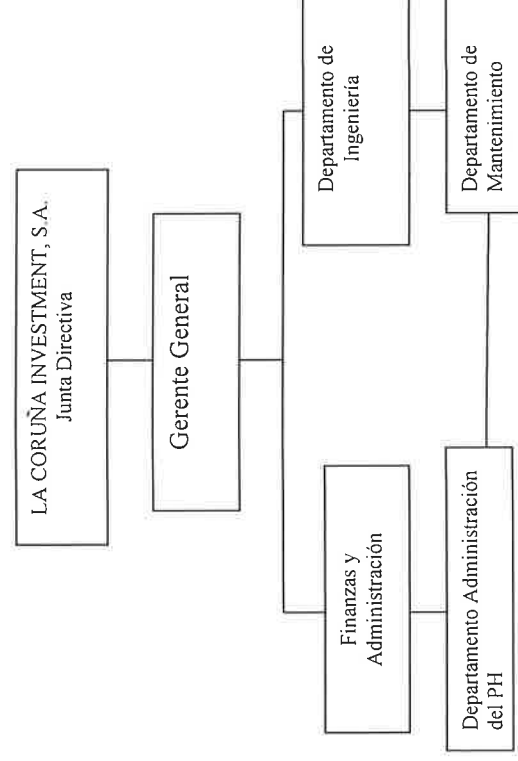 LA CORUÑA INVESTMENT, S.A.
Junta Directiva
Gerente General
Finanzas y
Administración
Departamento de
Ingeniería
Departamento Administración
del PH
Departamento de
Mantenimiento